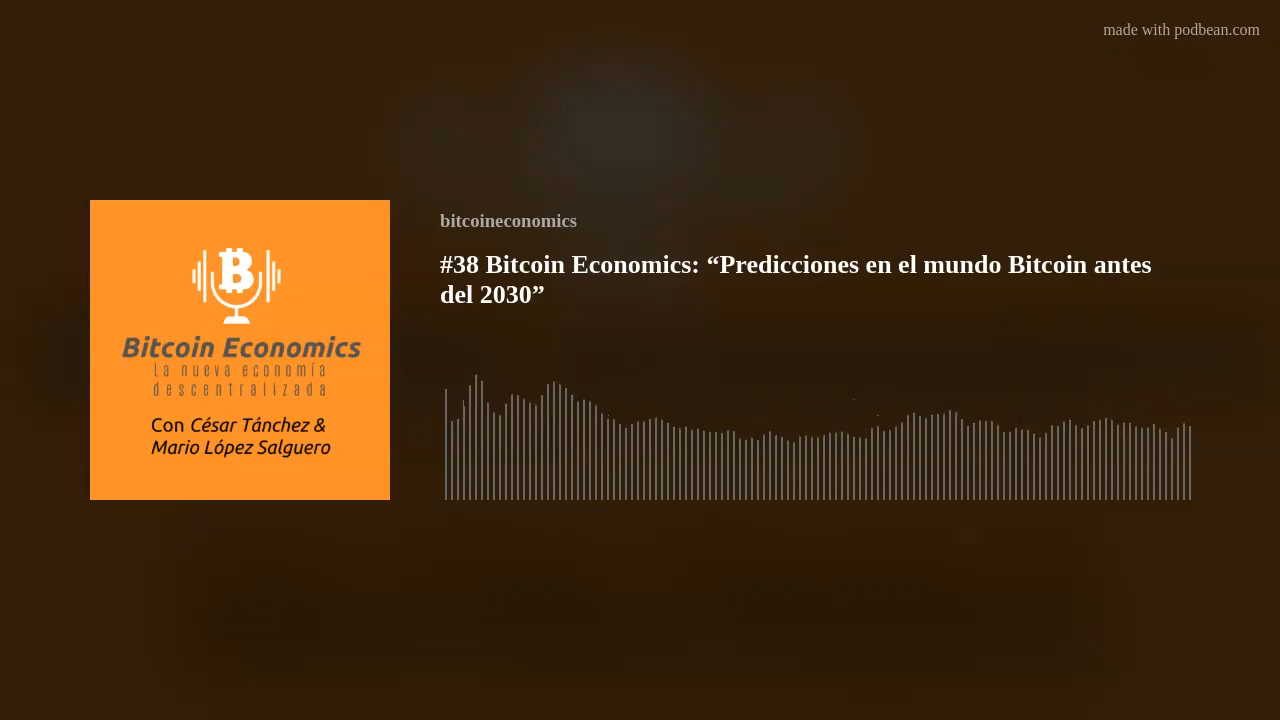 made with podbean.com
bitcoineconomics
#38 Bitcoin Economics: “Predicciones en el mundo Bitcoin antes
del 2030”
Bitcoin Economics
La nueva economía
descentralizada
Con César Tánchez &
Mario López Salguero